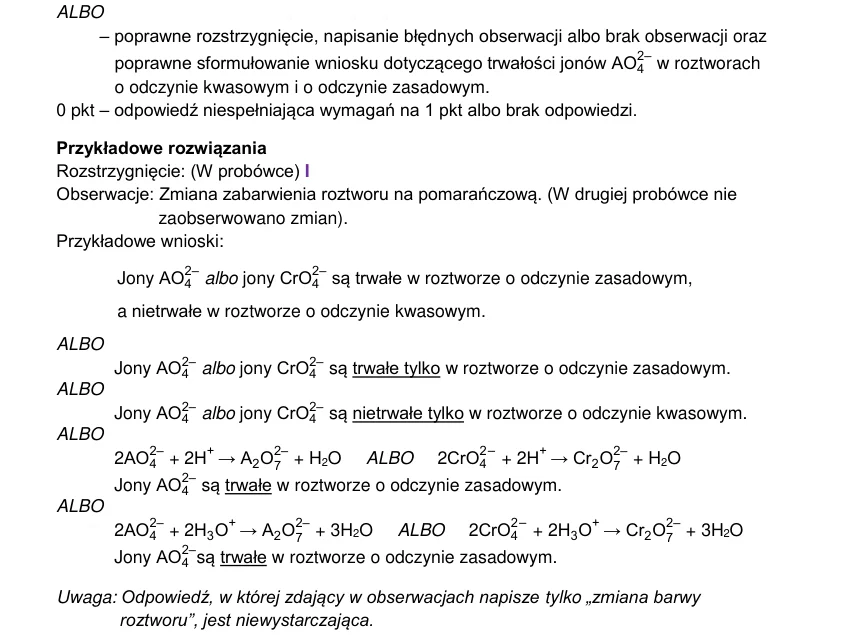 ALBO
– poprawne rozstrzygnięcie, napisanie błędnych obserwacji albo brak obserwacji oraz
poprawne sformułowanie wniosku dotyczącego trwałości jonów AO₄²⁻ w roztworach
o odczynie kwasowym i o odczynie zasadowym.
0 pkt – odpowiedź niespełniająca wymagań na 1 pkt albo brak odpowiedzi.
Przykładowe rozwiązania
Rozstrzygnięcie: (W probówce) I
Obserwacje: Zmiana zabarwienia roztworu na pomarańczową. (W drugiej probówce nie
zaobserwowano zmian).
Przykładowe wnioski:
Jony AO₄²⁻ albo jony CrO₄²⁻ są trwałe w roztworze o odczynie zasadowym,
a nietrwałe w roztworze o odczynie kwasowym.
ALBO
Jony AO₄²⁻ albo jony CrO₄²⁻ są trwałe tylko w roztworze o odczynie zasadowym.
ALBO
Jony AO₄²⁻ albo jony CrO₄²⁻ są nietrwałe tylko w roztworze o odczynie kwasowym.
ALBO
2AO₄²⁻ + 2H⁺ → A₂O₇²⁻ + H₂O ALBO 2CrO₄²⁻ + 2H⁺ → Cr₂O₇²⁻ + H₂O
Jony AO₄²⁻ są trwałe w roztworze o odczynie zasadowym.
ALBO
2AO₄²⁻ + 2H₃O⁺ → A₂O₇²⁻ + 3H₂O ALBO 2CrO₄²⁻ + 2H₃O⁺ → Cr₂O₇²⁻ + 3H₂O
Jony AO₄²⁻są trwałe w roztworze o odczynie zasadowym.
Uwaga: Odpowiedź, w której zdający w obserwacjach napisze tylko „zmiana barwy
roztworu”, jest niewystarczająca.